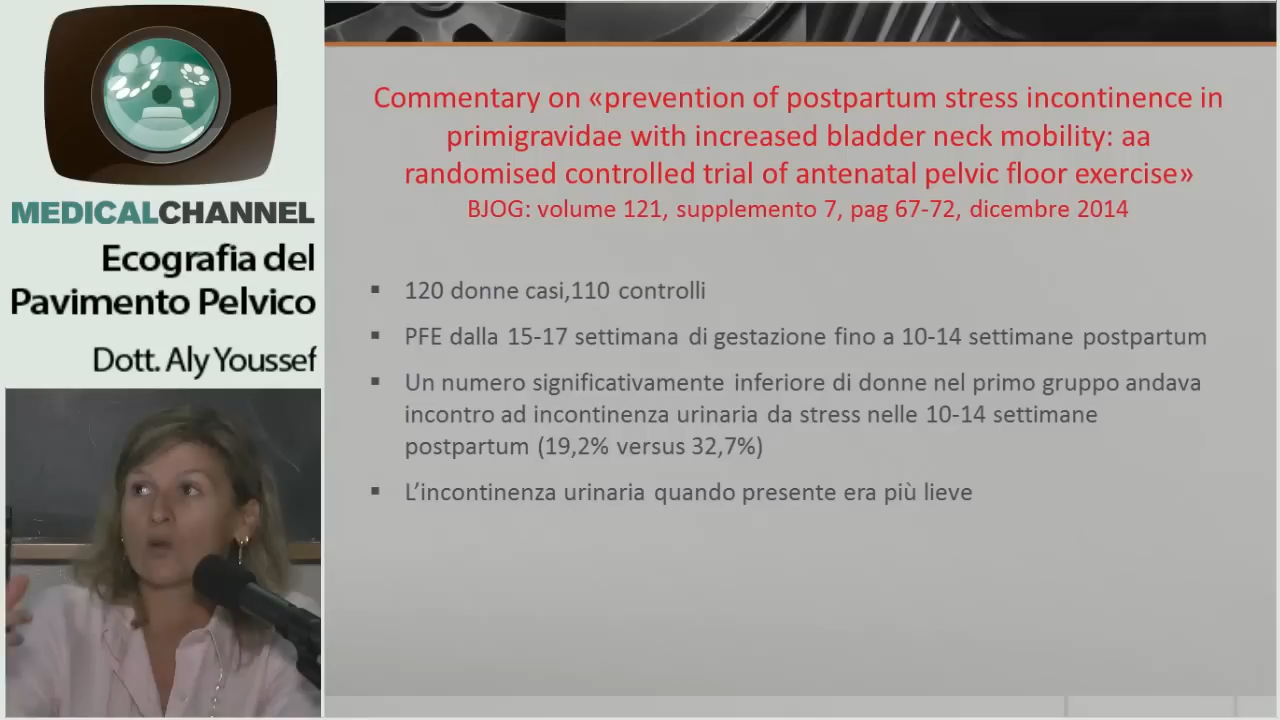 MEDICALCHANNEL
Ecografia del
Pavimento Pelvico
Dott. Aly Youssef
Commentary on «prevention of postpartum stress incontinence in
primigravidae with increased bladder neck mobility: aa
randomised controlled trial of antenatal pelvic floor exercise»
BJOG: volume 121, supplemento 7, pag 67-72, dicembre 2014
▪ 120 donne casi,110 controlli
▪ PFE dalla 15-17 settimana di gestazione fino a 10-14 settimane postpartum
▪ Un numero significativamente inferiore di donne nel primo gruppo andava
incontro ad incontinenza urinaria da stress nelle 10-14 settimane
postpartum (19,2% versus 32,7%)
▪ L’incontinenza urinaria quando presente era più lieve